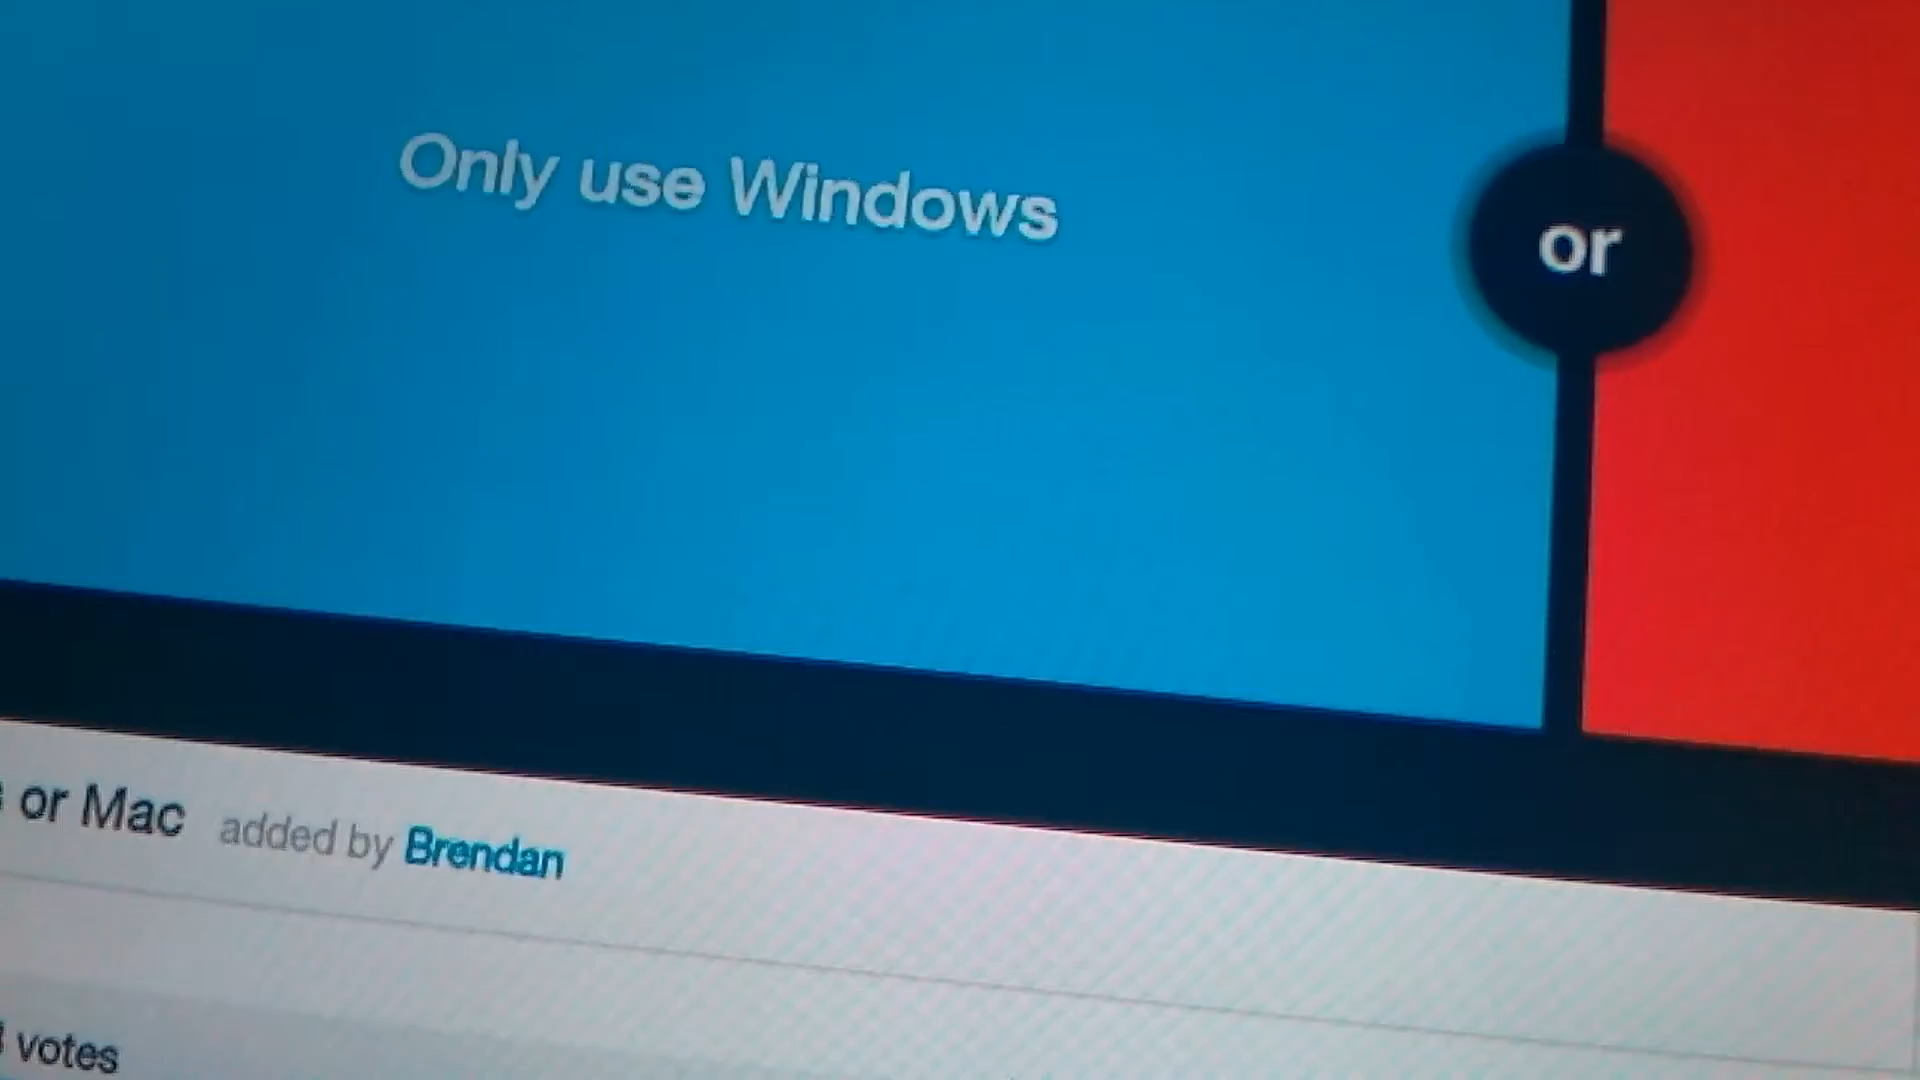 Only use Windows
or
or Mac added by Brendan
votes